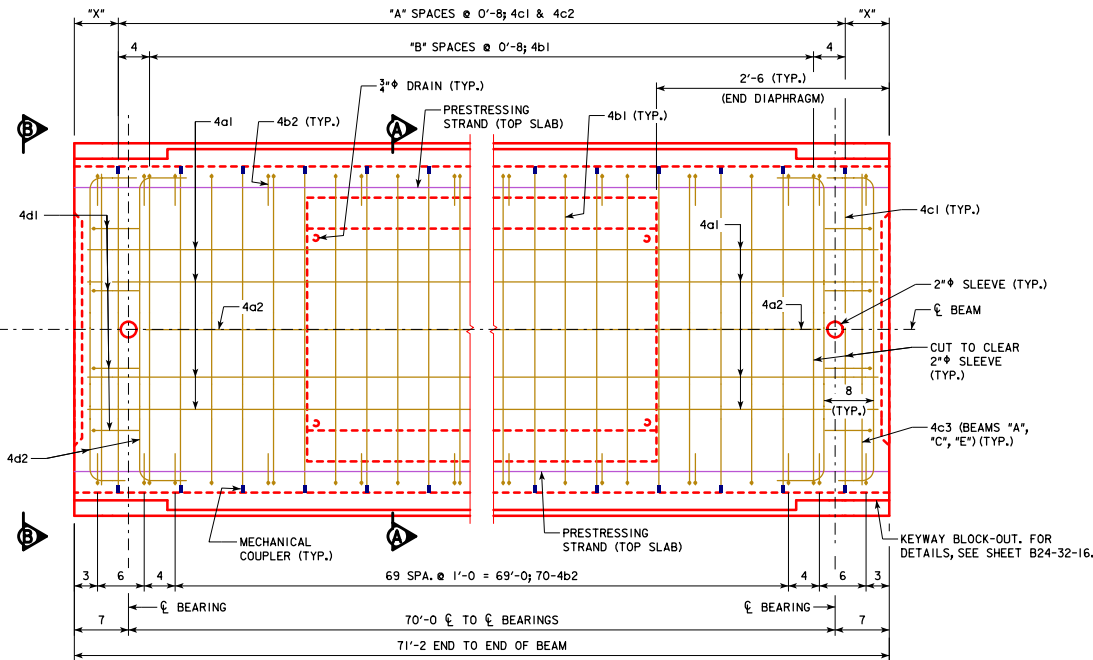 "X"
"A" SPACES @ 0'-8; 4c1 & 4c2
"X"
4
"B" SPACES @ 0'-8; 4b1
4
2'-6 (TYP.)
(END DIAPHRAGM)
3/4"ϕ DRAIN (TYP.)
PRESTRESSING
STRAND (TOP SLAB)
4b1 (TYP.)
4a1
4b2 (TYP.)
B
A
4d1
4c1 (TYP.)
4a1
4a2
4a2
2"ϕ SLEEVE (TYP.)
℄ BEAM
CUT TO CLEAR
2"ϕ SLEEVE
(TYP.)
8
(TYP.)
4c3 (BEAMS "A",
"C", "E") (TYP.)
4d2
B
A
MECHANICAL
COUPLER (TYP.)
PRESTRESSING
STRAND (TOP SLAB)
KEYWAY BLOCK-OUT. FOR
DETAILS, SEE SHEET B24-32-16.
3
6
4
69 SPA. @ 1'-0 = 69'-0; 70-4b2
4
6
3
℄ BEARING
℄ BEARING
7
70'-0 ℄ TO ℄ BEARINGS
7
71'-2 END TO END OF BEAM